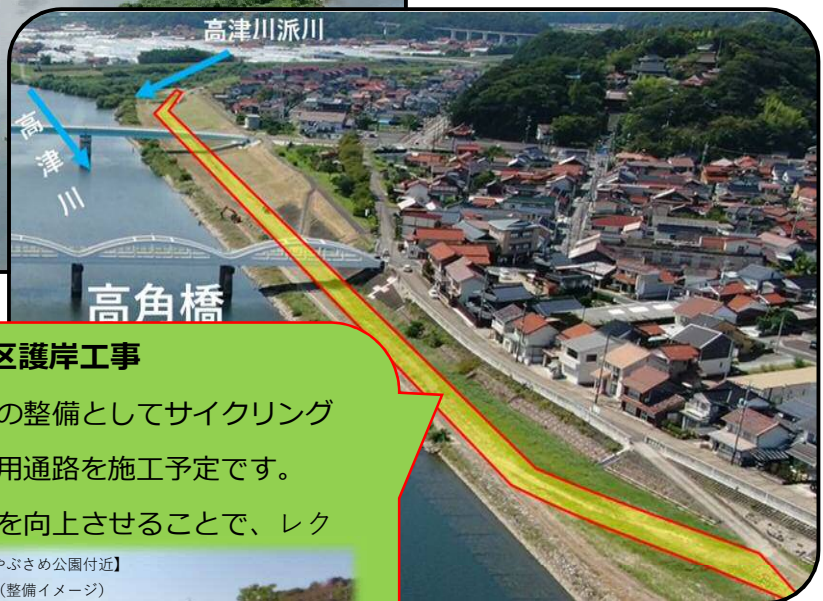 高津川派川
高津川
高角橋
区護岸工事
の整備としてサイクリング
用通路を施工予定です。
を向上させることで、レク
やぶさめ公園付近】
(整備イメージ)